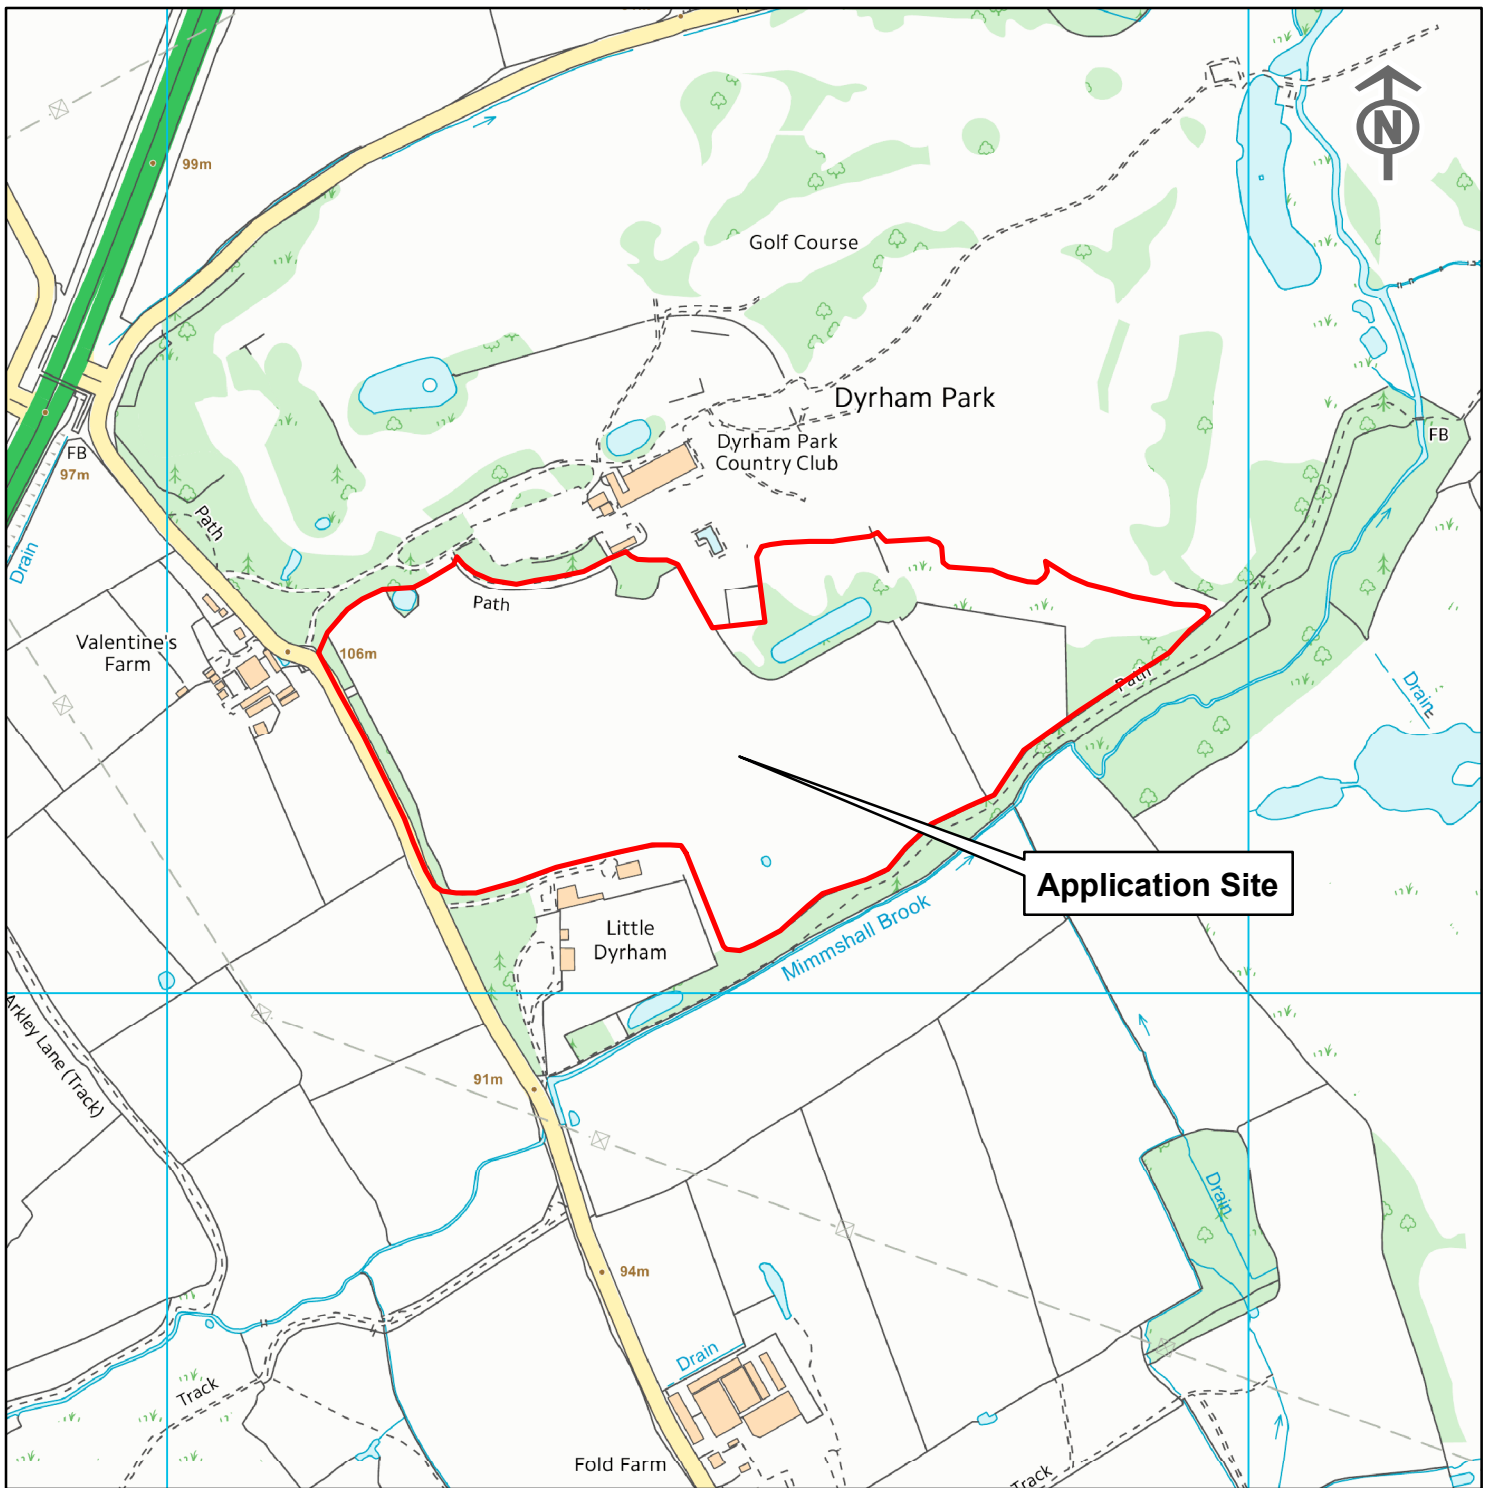 N
99m
Golf Course
Dyrham Park
Dyrham Park
Country Club
FB
FB
97m
Path
Drain
Path
Valentine's
Farm
106m
Path
Drain
Application Site
Little
Dyrham
Mimmshall Brook
Arkley Lane (Track)
91m
Drain
94m
Drain
Track
Fold Farm
Track